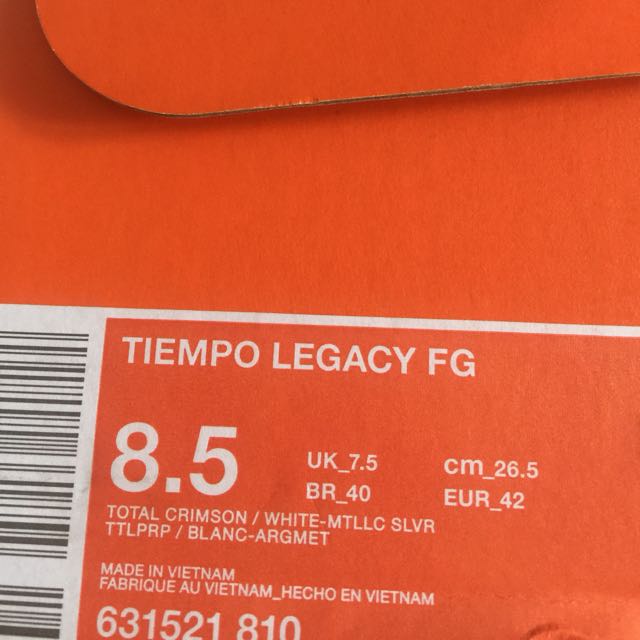 TIEMPO LEGACY FG
8.5
UK_7.5 cm_26.5
BR_40 EUR_42
TOTAL CRIMSON / WHITE-MTLLC SLVR
TTLPRP / BLANC-ARGMET
MADE IN VIETNAM
FABRIQUE AU VIETNAM_HECHO EN VIETNAM
631521 810